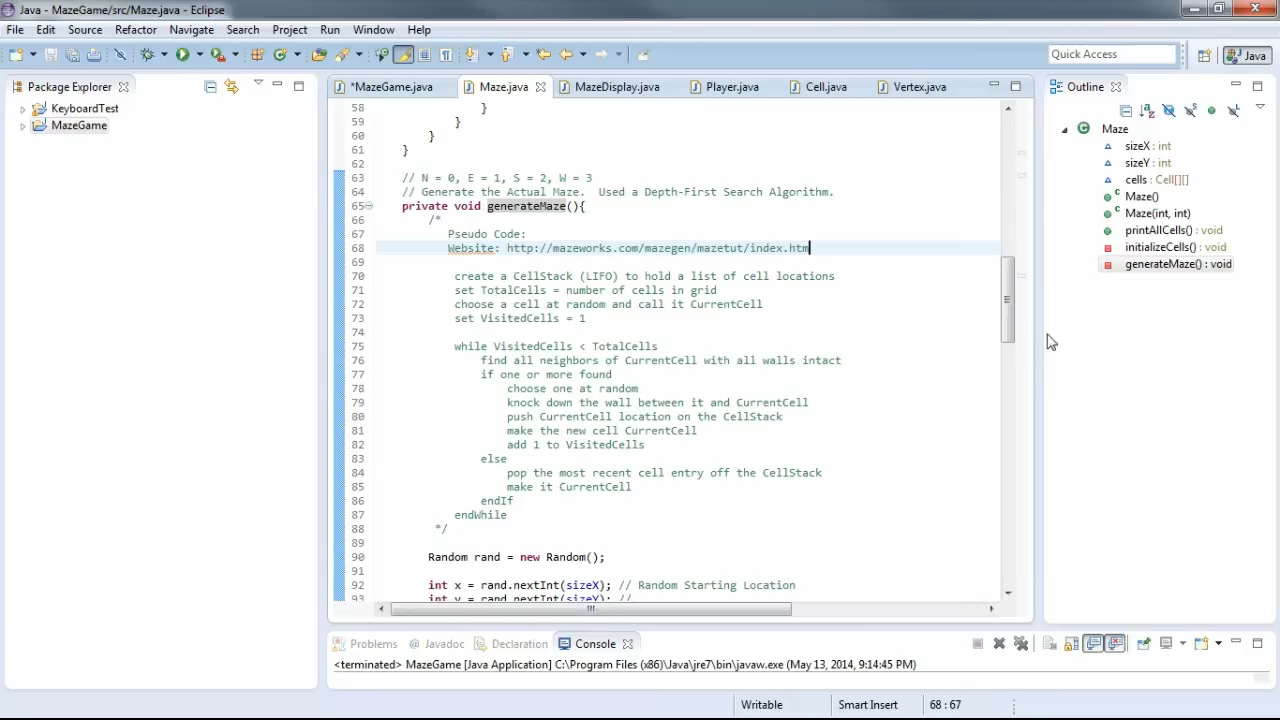 Java - MazeGame/src/Maze.java - Eclipse
File Edit Source Refactor Navigate Search Project Run Window Help
Quick Access
Java
Package Explorer
KeyboardTest
MazeGame
*MazeGame.java Maze.java MazeDisplay.java Player.java Cell.java Vertex.java
58 }
59 }
60 }
61 }
62
63 // N = 0, E = 1, S = 2, W = 3
64 // Generate the Actual Maze.  Used a Depth-First Search Algorithm.
65 private void generateMaze(){
66 /*
67 Pseudo Code:
68 Website: http://mazeworks.com/mazegen/mazetut/index.htm
69
70 create a CellStack (LIFO) to hold a list of cell locations
71 set TotalCells = number of cells in grid
72 choose a cell at random and call it CurrentCell
73 set VisitedCells = 1
74
75 while VisitedCells < TotalCells
76 find all neighbors of CurrentCell with all walls intact
77 if one or more found
78 choose one at random
79 knock down the wall between it and CurrentCell
80 push CurrentCell location on the CellStack
81 make the new cell CurrentCell
82 add 1 to VisitedCells
83 else
84 pop the most recent cell entry off the CellStack
85 make it CurrentCell
86 endIf
87 endWhile
88 */
89
90 Random rand = new Random();
91
92 int x = rand.nextInt(sizeX); // Random Starting Location
93 int y = rand.nextInt(sizeY); //
Outline
Maze
sizeX : int
sizeY : int
cells : Cell[][]
Maze()
Maze(int, int)
printAllCells() : void
initializeCells() : void
generateMaze() : void
Problems @ Javadoc Declaration Console
<terminated> MazeGame [Java Application] C:\Program Files (x86)\Java\jre7\bin\javaw.exe (May 13, 2014, 9:14:45 PM)
Writable Smart Insert 68 : 67